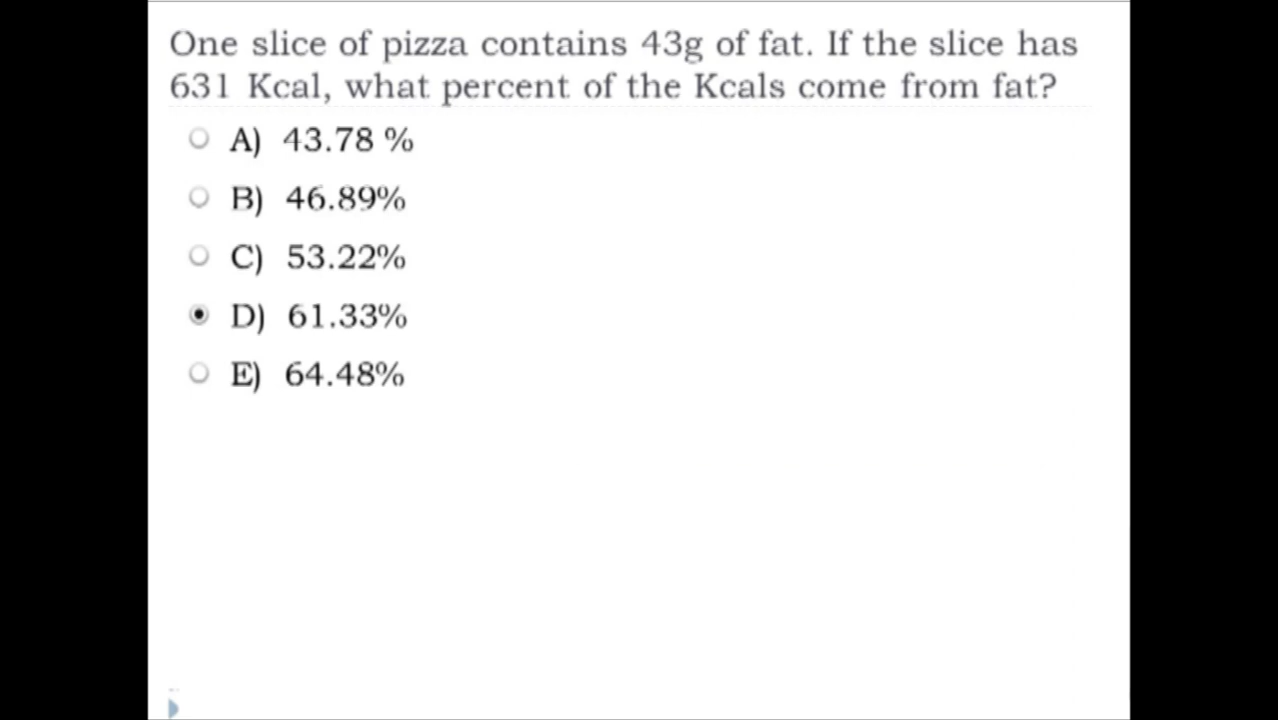 One slice of pizza contains 43g of fat. If the slice has
631 Kcal, what percent of the Kcals come from fat?
A) 43.78 %
B) 46.89%
C) 53.22%
D) 61.33%
E) 64.48%